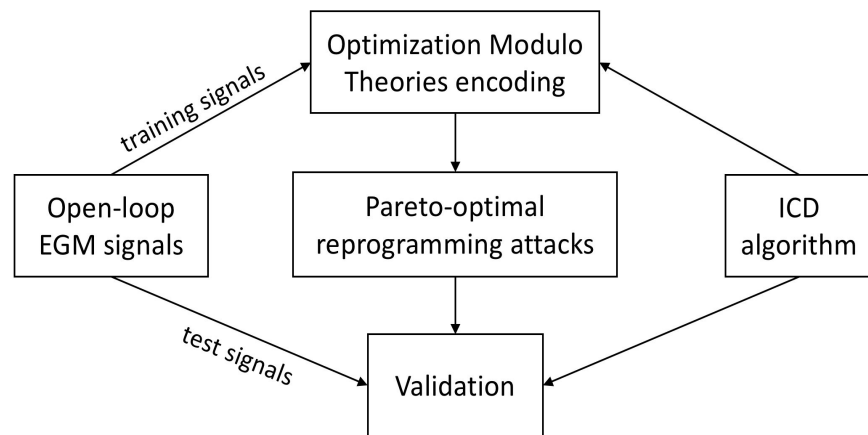 Optimization Modulo
Theories encoding
training signals
Open-loop
EGM signals
Pareto-optimal
reprogramming attacks
ICD
algorithm
test signals
Validation